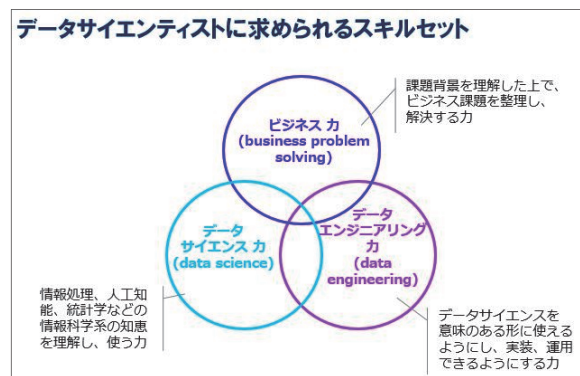 データサイエンティストに求められるスキルセット
課題背景を理解した上で、
ビジネス課題を整理し、
解決する力
ビジネス 力
(business problem
solving)
データ
サイエンス 力
(data science)
データ
エンジニアリング
力
(data
engineering)
情報処理、人工知
能、統計学などの
情報科学系の知恵
を理解し、使う力
データサイエンスを
意味のある形に使える
ようにし、実装、運用
できるようにする力